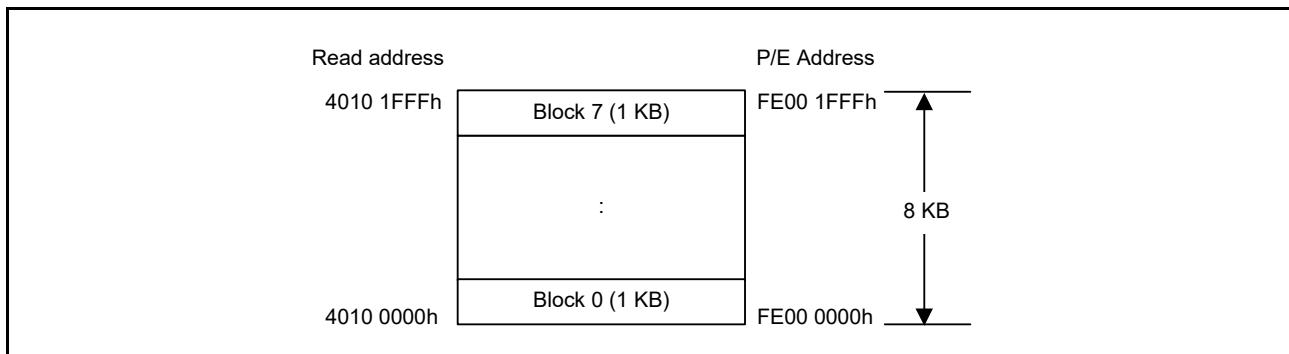 Read address P/E Address
4010 1FFFh Block 7 (1 KB) FE00 1FFFh
:
8 KB
Block 0 (1 KB)
4010 0000h FE00 0000h